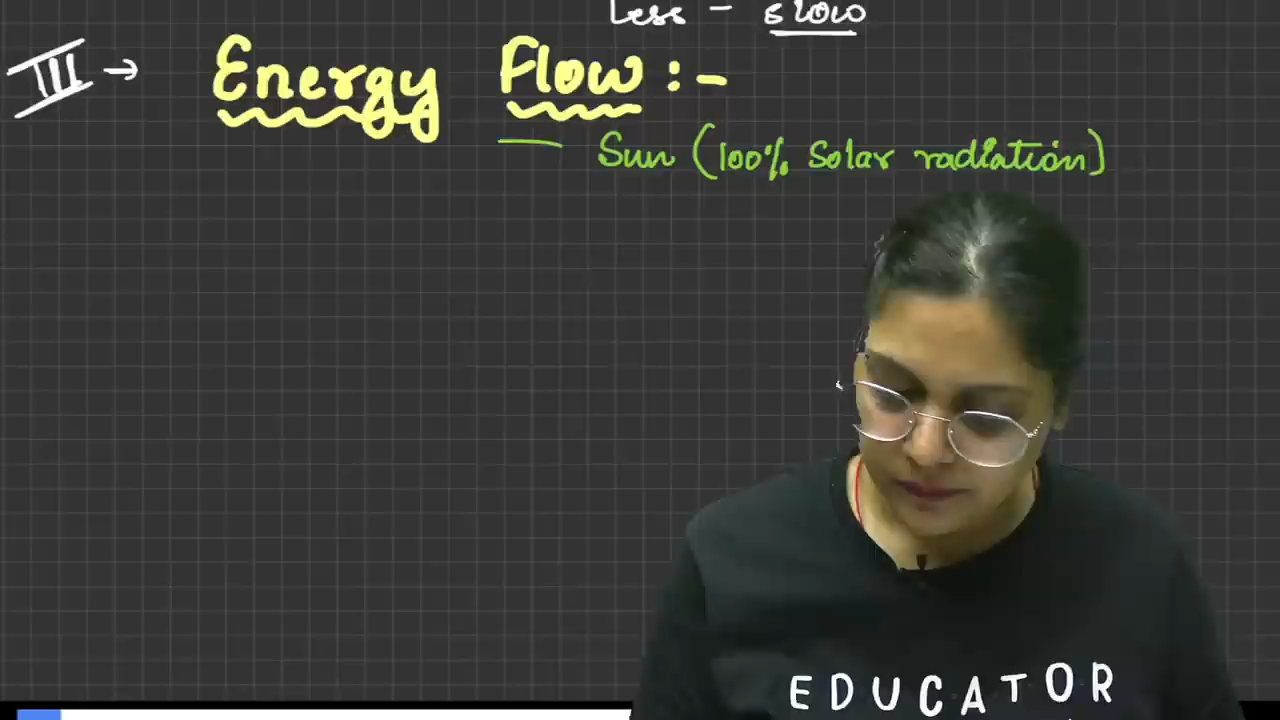 Less - slow
III → Energy Flow :-
— Sun (100% Solar radiation)
EDUCATOR